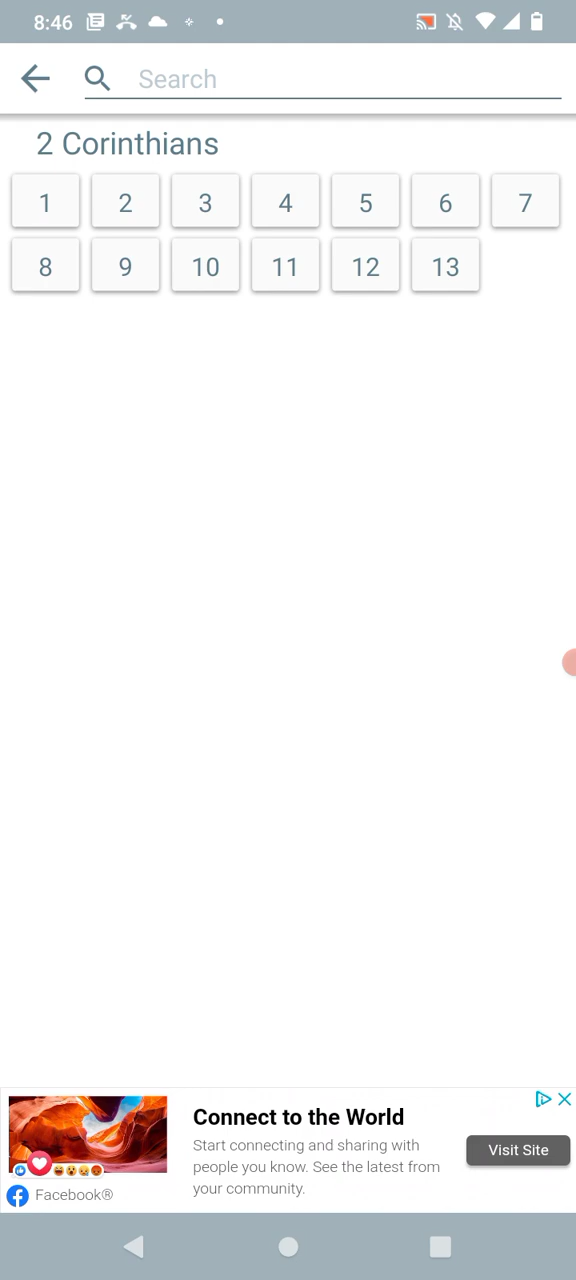 8:46
Search
2 Corinthians
1 2 3 4 5 6 7
8 9 10 11 12 13
Connect to the World
Start connecting and sharing with
people you know. See the latest from
your community.
Visit Site
Facebook®